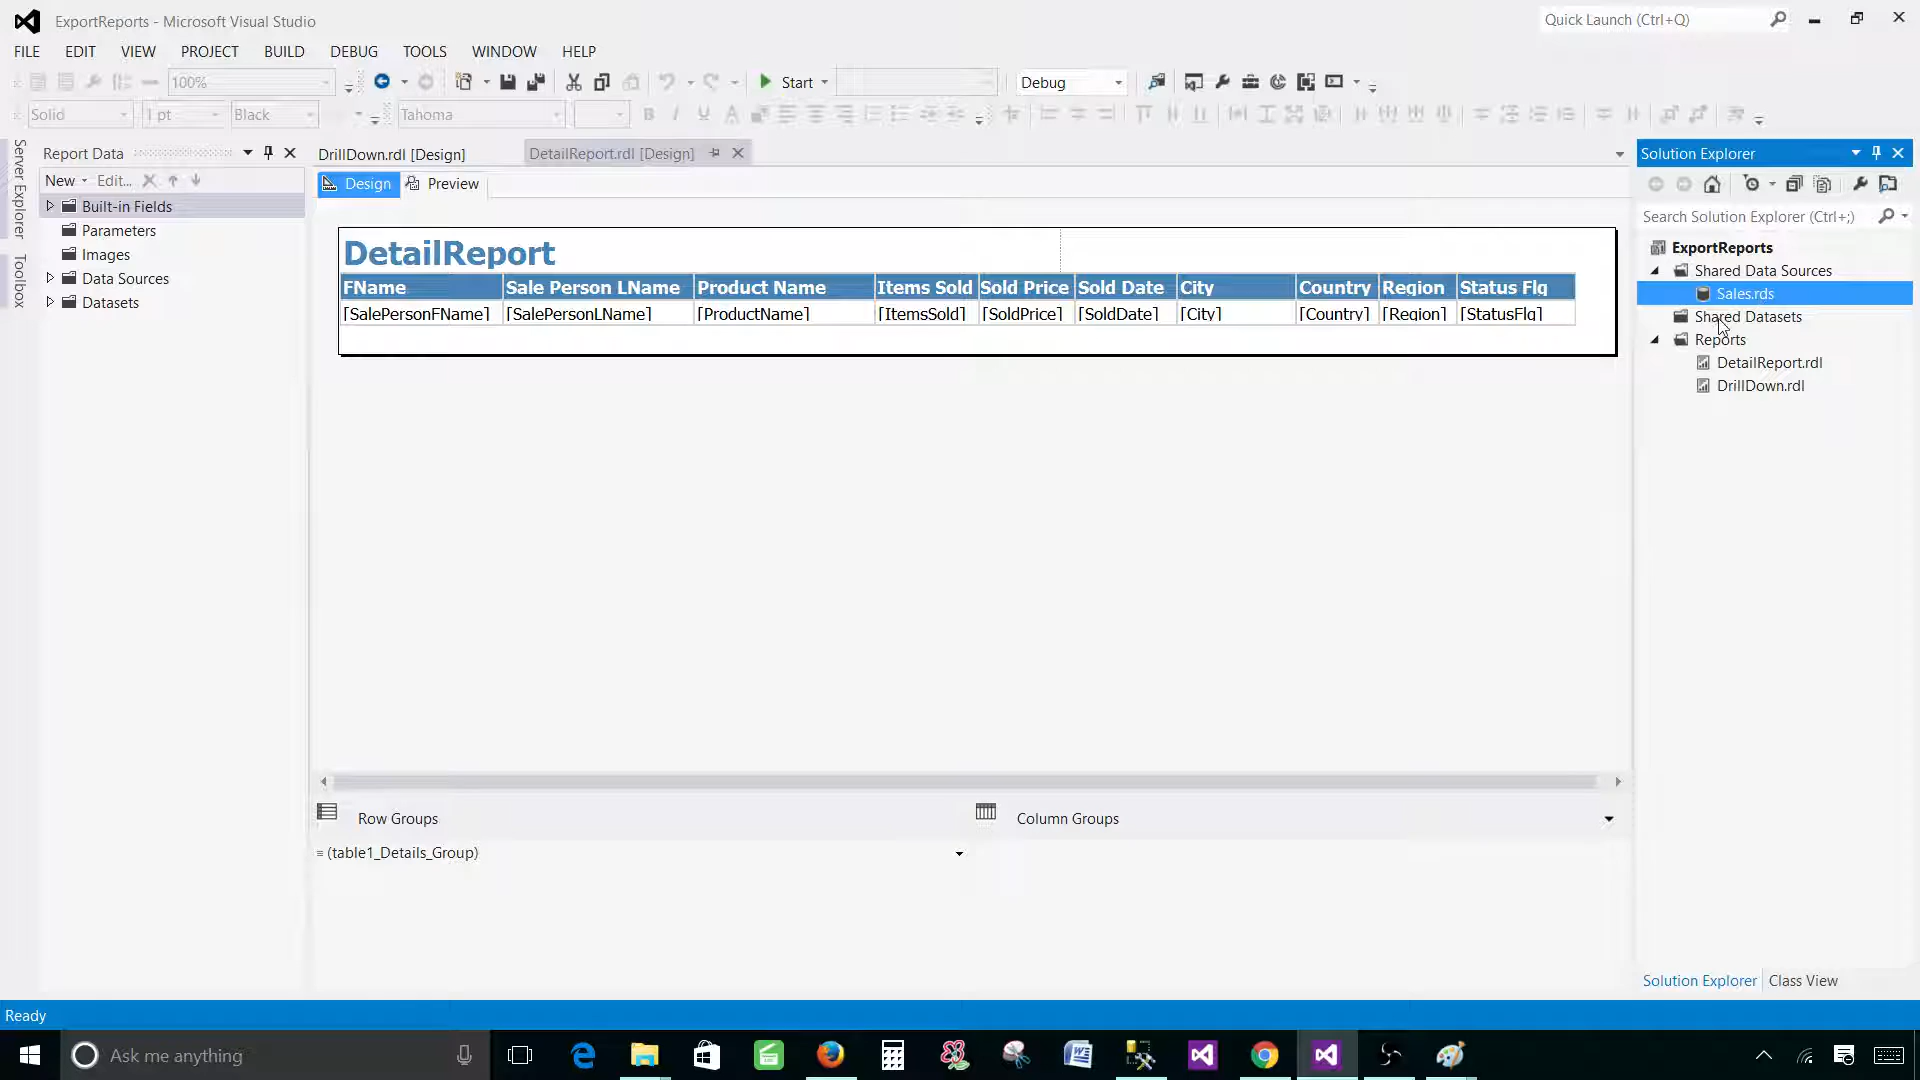 ExportReports - Microsoft Visual Studio
Quick Launch (Ctrl+Q)
FILE EDIT VIEW PROJECT BUILD DEBUG TOOLS WINDOW HELP
100% Start Debug
Solid 1 pt Black Tahoma B I U A
Server Explorer
Toolbox
Report Data
New Edit...
Built-in Fields
Parameters
Images
Data Sources
Datasets
DrillDown.rdl [Design] DetailReport.rdl [Design]
Design Preview
DetailReport
FName Sale Person LName Product Name Items Sold Sold Price Sold Date City Country Region Status Flg
[SalePersonFName] [SalePersonLName] [ProductName] [ItemsSold] [SoldPrice] [SoldDate] [City] [Country] [Region] [StatusFlg]
Row Groups Column Groups
(table1_Details_Group)
Solution Explorer
Search Solution Explorer (Ctrl+;)
ExportReports
Shared Data Sources
Sales.rds
Shared Datasets
Reports
DetailReport.rdl
DrillDown.rdl
Solution Explorer Class View
Ready
Ask me anything